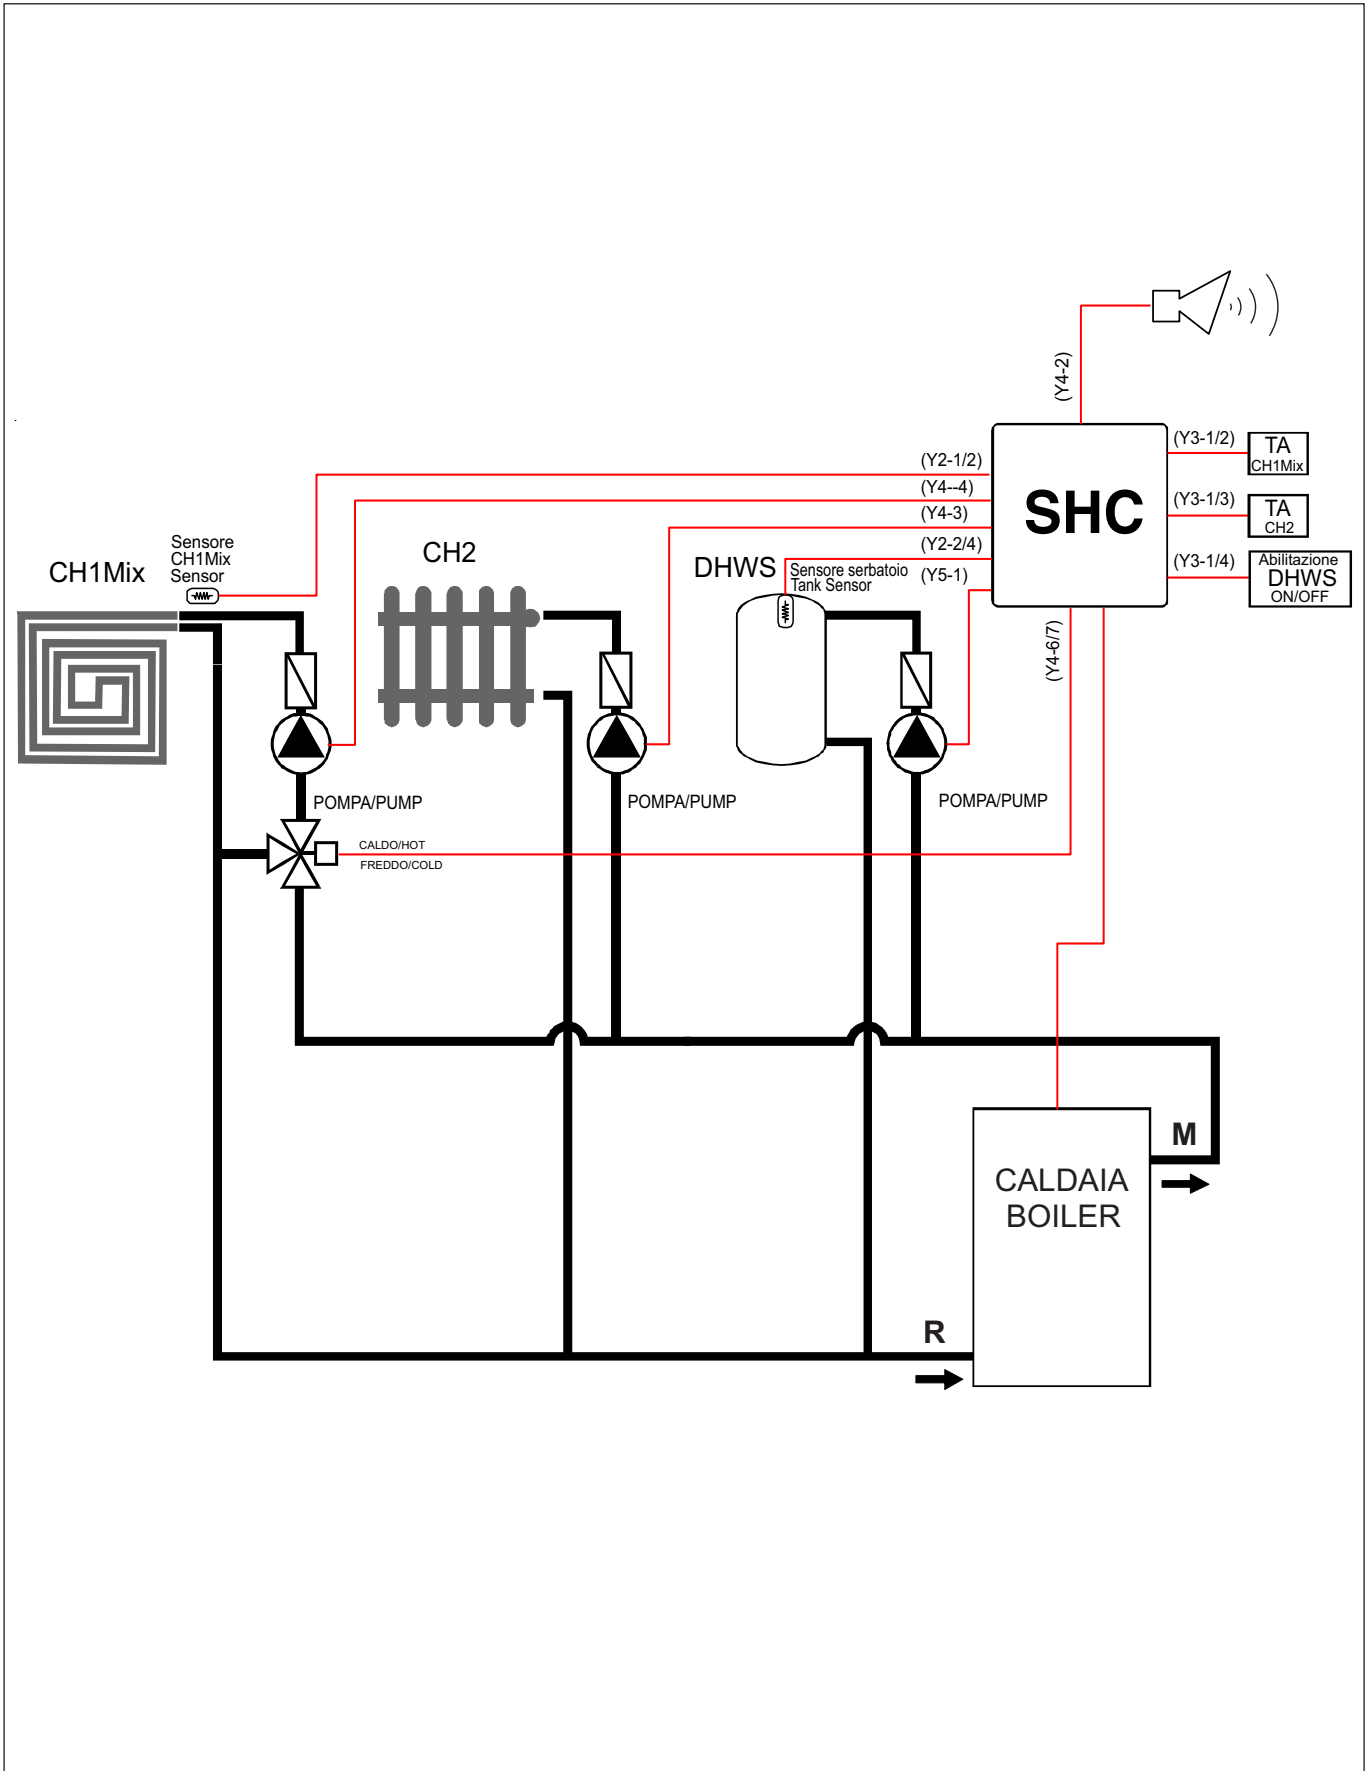 (Y4-2)
(Y3-1/2)
TA
CH1Mix
(Y2-1/2)
(Y4--4)
SHC
(Y3-1/3)
TA
CH2
(Y4-3)
Sensore
CH1Mix
Sensor
CH2
(Y2-2/4)
(Y3-1/4)
Abilitazione
DHWS
ON/OFF
CH1Mix
DHWS
Sensore serbatoio
Tank Sensor
(Y5-1)
(Y4-6/7)
POMPA/PUMP
POMPA/PUMP
POMPA/PUMP
CALDO/HOT
FREDDO/COLD
M
CALDAIA
BOILER
R